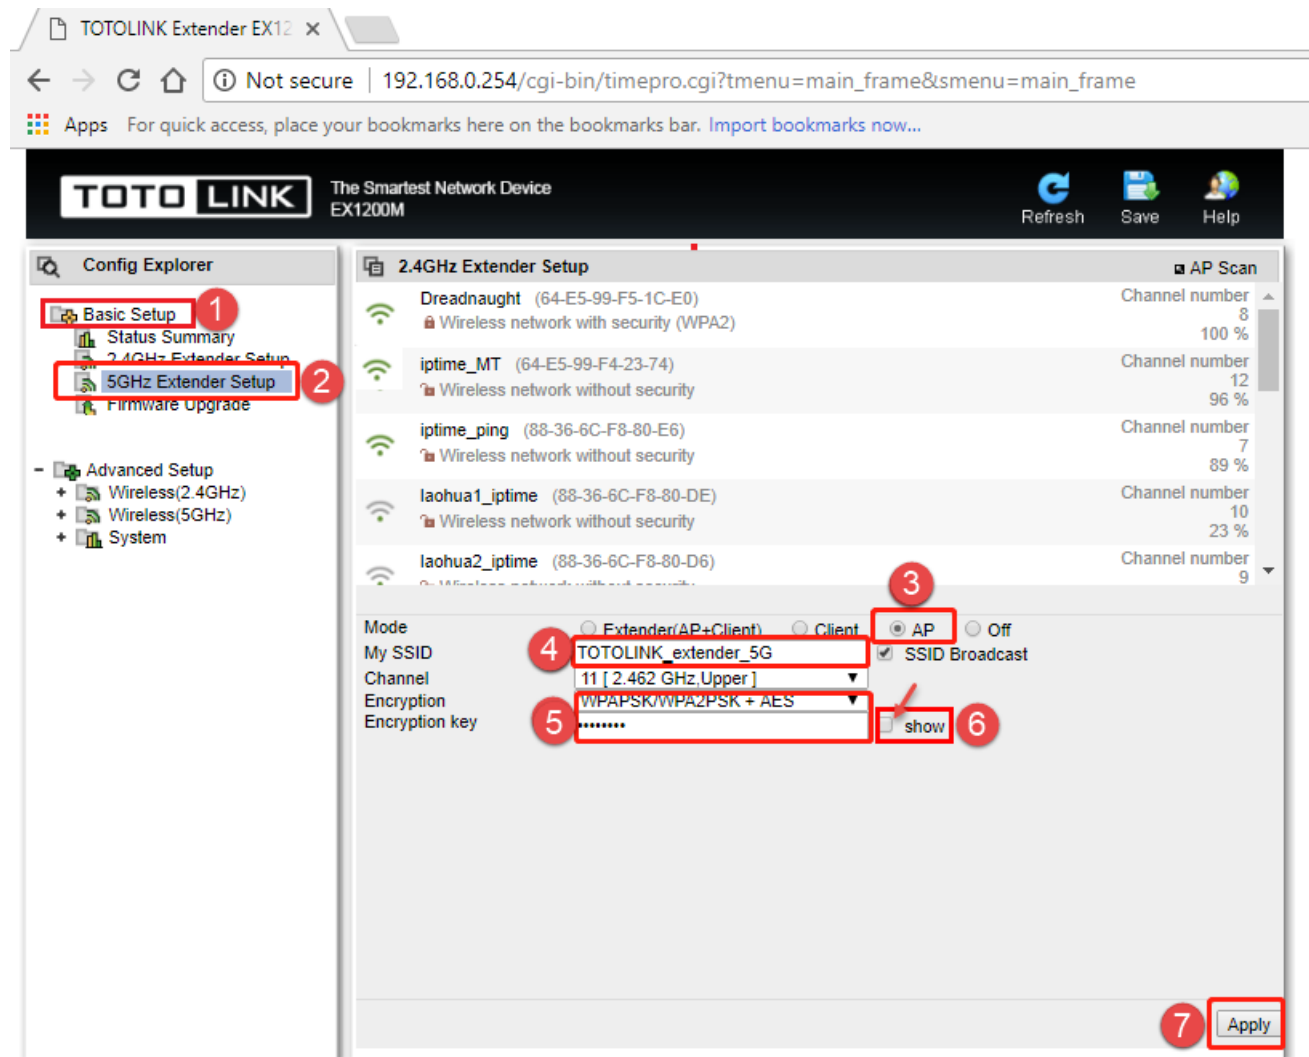 TOTOLINK Extender EX12
Not secure | 192.168.0.254/cgi-bin/timepro.cgi?tmenu=main_frame&smenu=main_frame
Apps For quick access, place your bookmarks here on the bookmarks bar. Import bookmarks now...
TOTO LINK
The Smartest Network Device
EX1200M
Refresh Save Help
Config Explorer
Basic Setup 1
Status Summary
2.4GHz Extender Setup
5GHz Extender Setup 2
Firmware Upgrade
Advanced Setup
Wireless(2.4GHz)
Wireless(5GHz)
System
2.4GHz Extender Setup AP Scan
Dreadnaught (64-E5-99-F5-1C-E0) Channel number
Wireless network with security (WPA2) 8
100 %
iptime_MT (64-E5-99-F4-23-74) Channel number
Wireless network without security 12
96 %
iptime_ping (88-36-6C-F8-80-E6) Channel number
Wireless network without security 7
89 %
laohua1_iptime (88-36-6C-F8-80-DE) Channel number
Wireless network without security 10
23 %
laohua2_iptime (88-36-6C-F8-80-D6) Channel number
Wireless network without security 9
3
Mode Extender(AP+Client) Client AP Off
My SSID 4 TOTOLINK_extender_5G SSID Broadcast
Channel 11 [ 2.462 GHz,Upper ]
Encryption WPAPSK/WPA2PSK + AES
Encryption key 5 •••••••• show 6
7 Apply